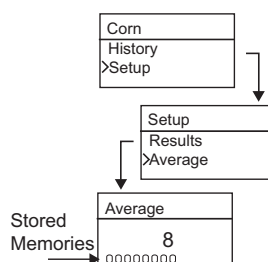 Corn
History
>Setup
Setup
Results
>Average
Average
Stored
Memories
8
00000000